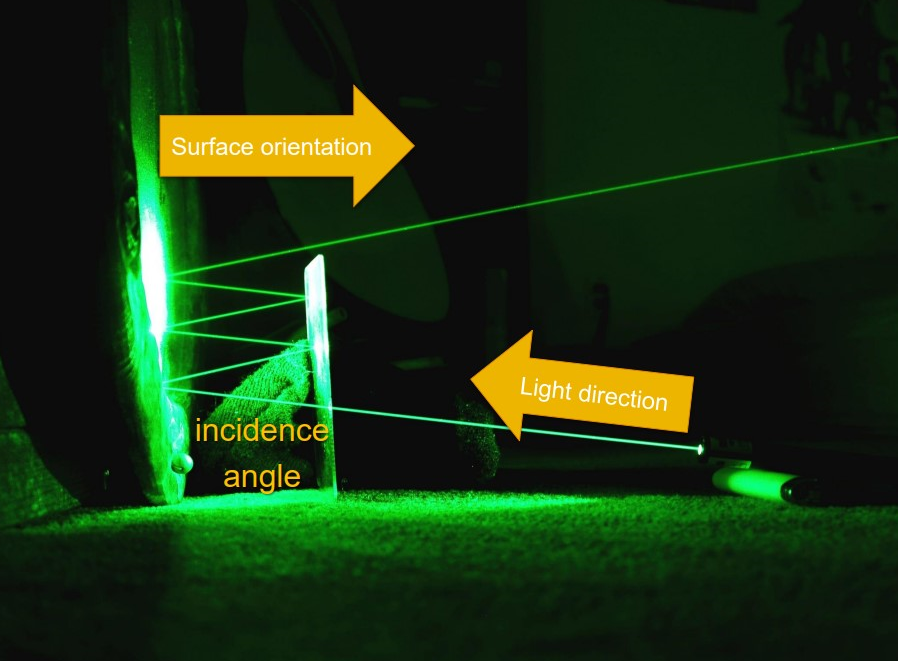 Surface orientation
Light direction
incidence
angle